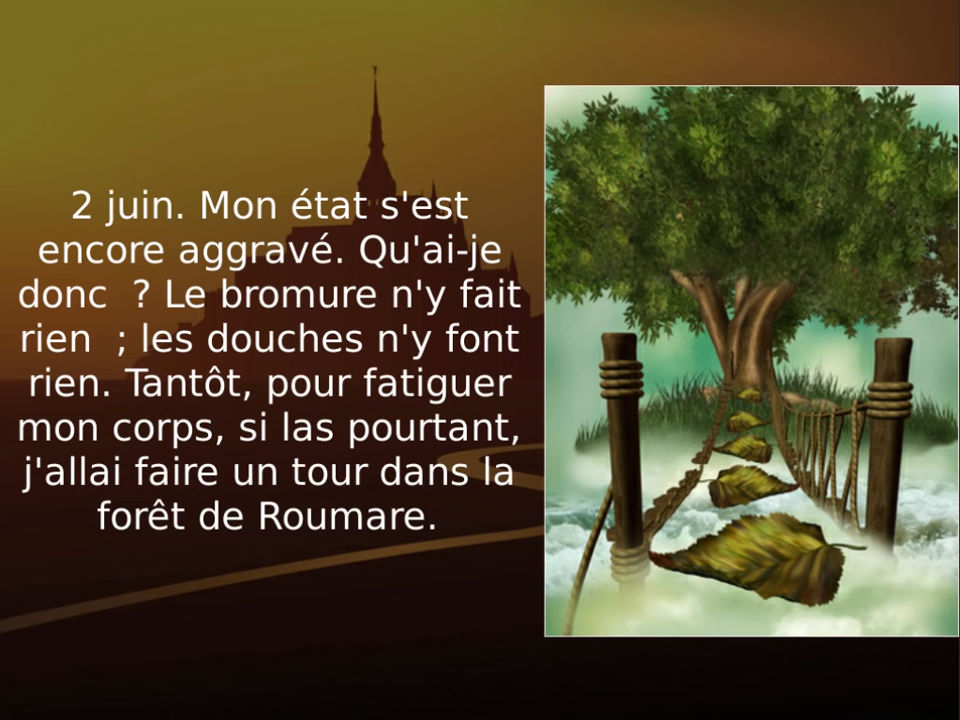 2 juin. Mon état s'est
encore aggravé. Qu'ai-je
donc  ? Le bromure n'y fait
rien  ; les douches n'y font
rien. Tantôt, pour fatiguer
mon corps, si las pourtant,
j'allai faire un tour dans la
forêt de Roumare.